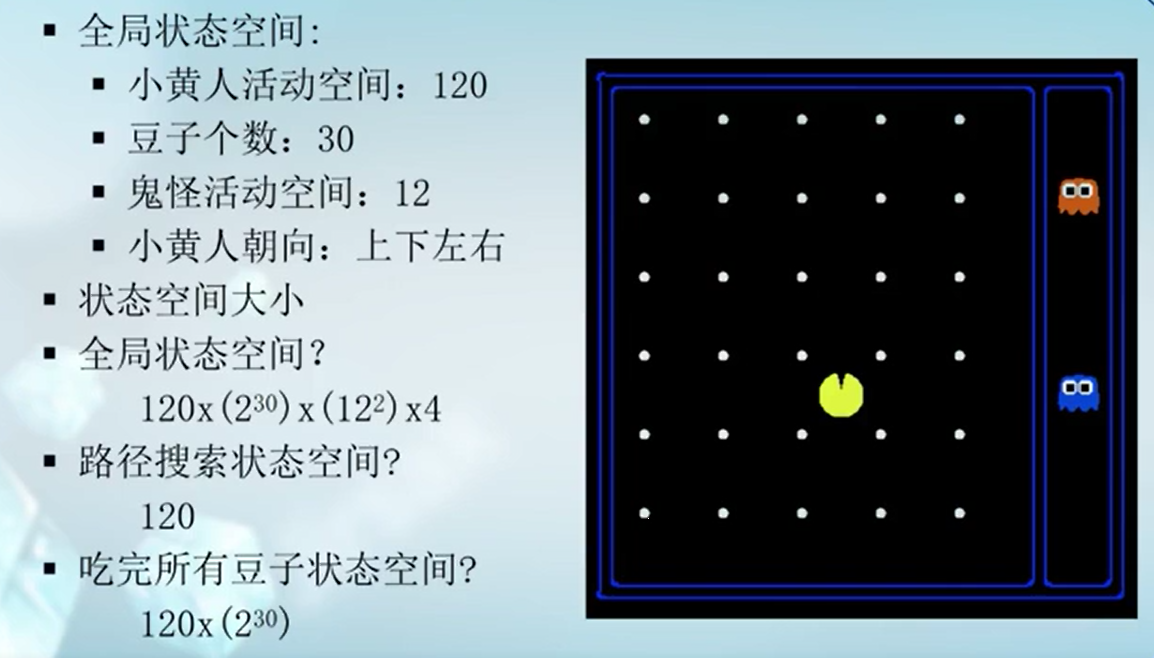 ▪ 全局状态空间:
▪ 小黄人活动空间：120
▪ 豆子个数：30
▪ 鬼怪活动空间：12
▪ 小黄人朝向：上下左右
▪ 状态空间大小
▪ 全局状态空间?
120x(2³⁰)x(12²)x4
▪ 路径搜索状态空间?
120
▪ 吃完所有豆子状态空间?
120x(2³⁰)